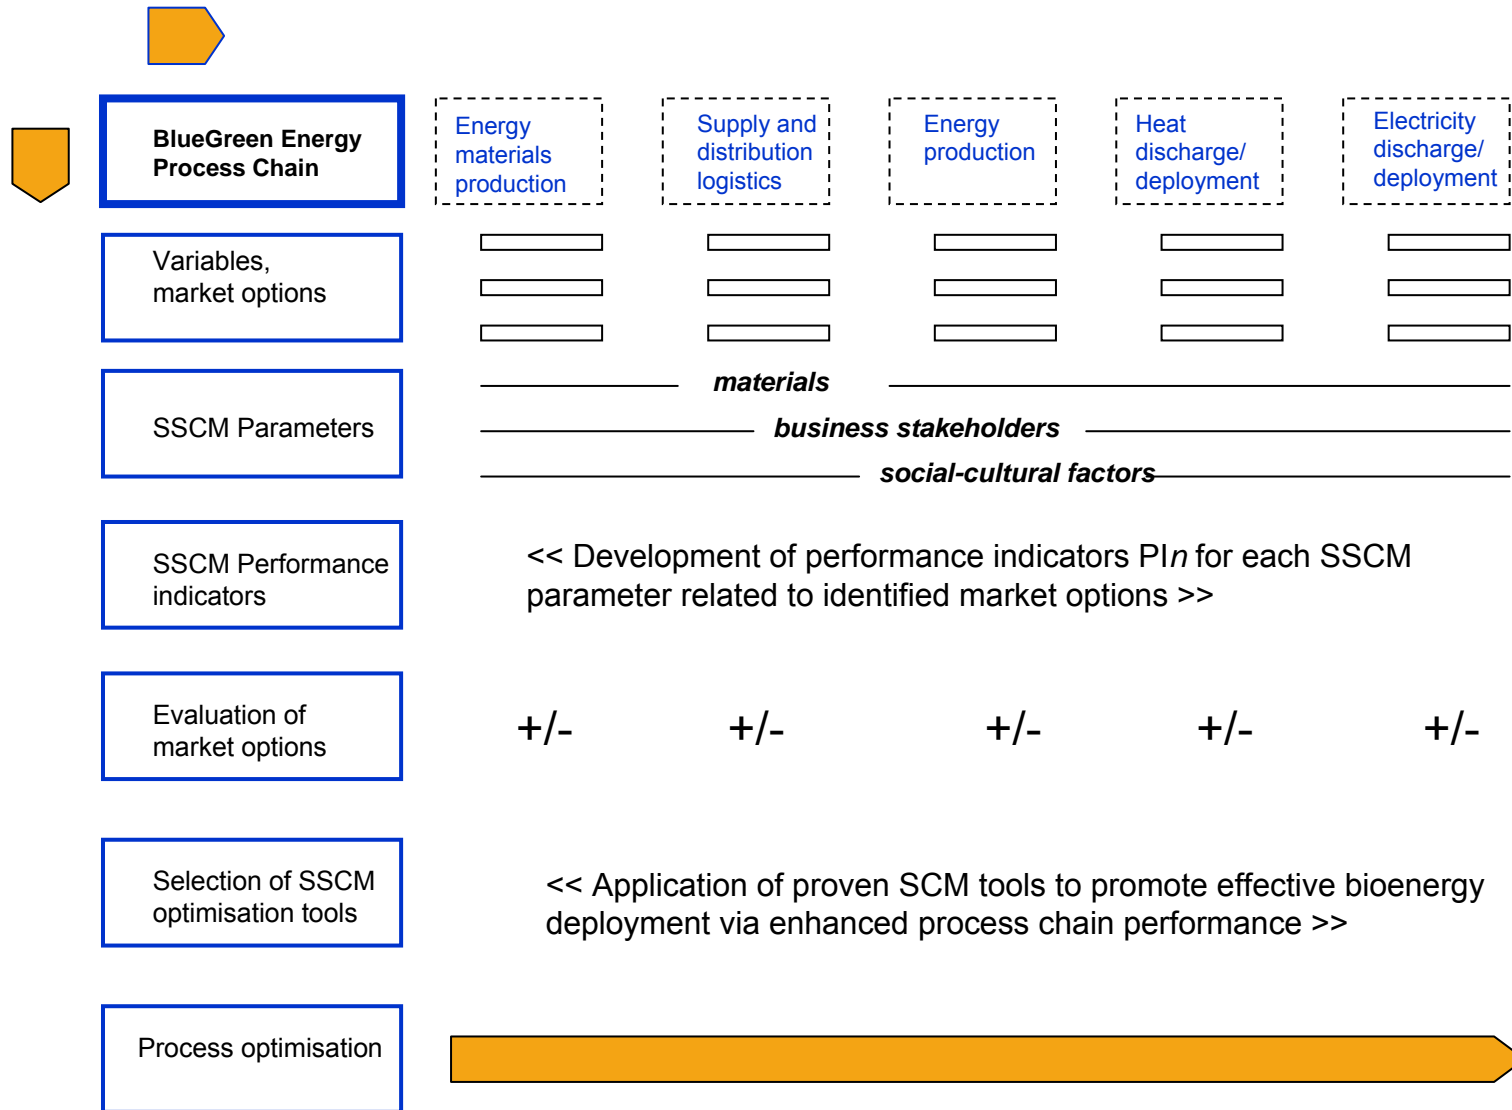 BlueGreen Energy
Process Chain
Energy
materials
production
Supply and
distribution
logistics
Energy
production
Heat
discharge/
deployment
Electricity
discharge/
deployment
Variables,
market options
SSCM Parameters
materials
business stakeholders
social-cultural factors
SSCM Performance
indicators
<< Development of performance indicators PIn for each SSCM
parameter related to identified market options >>
Evaluation of
market options
+/- +/- +/- +/- +/-
Selection of SSCM
optimisation tools
<< Application of proven SCM tools to promote effective bioenergy
deployment via enhanced process chain performance >>
Process optimisation